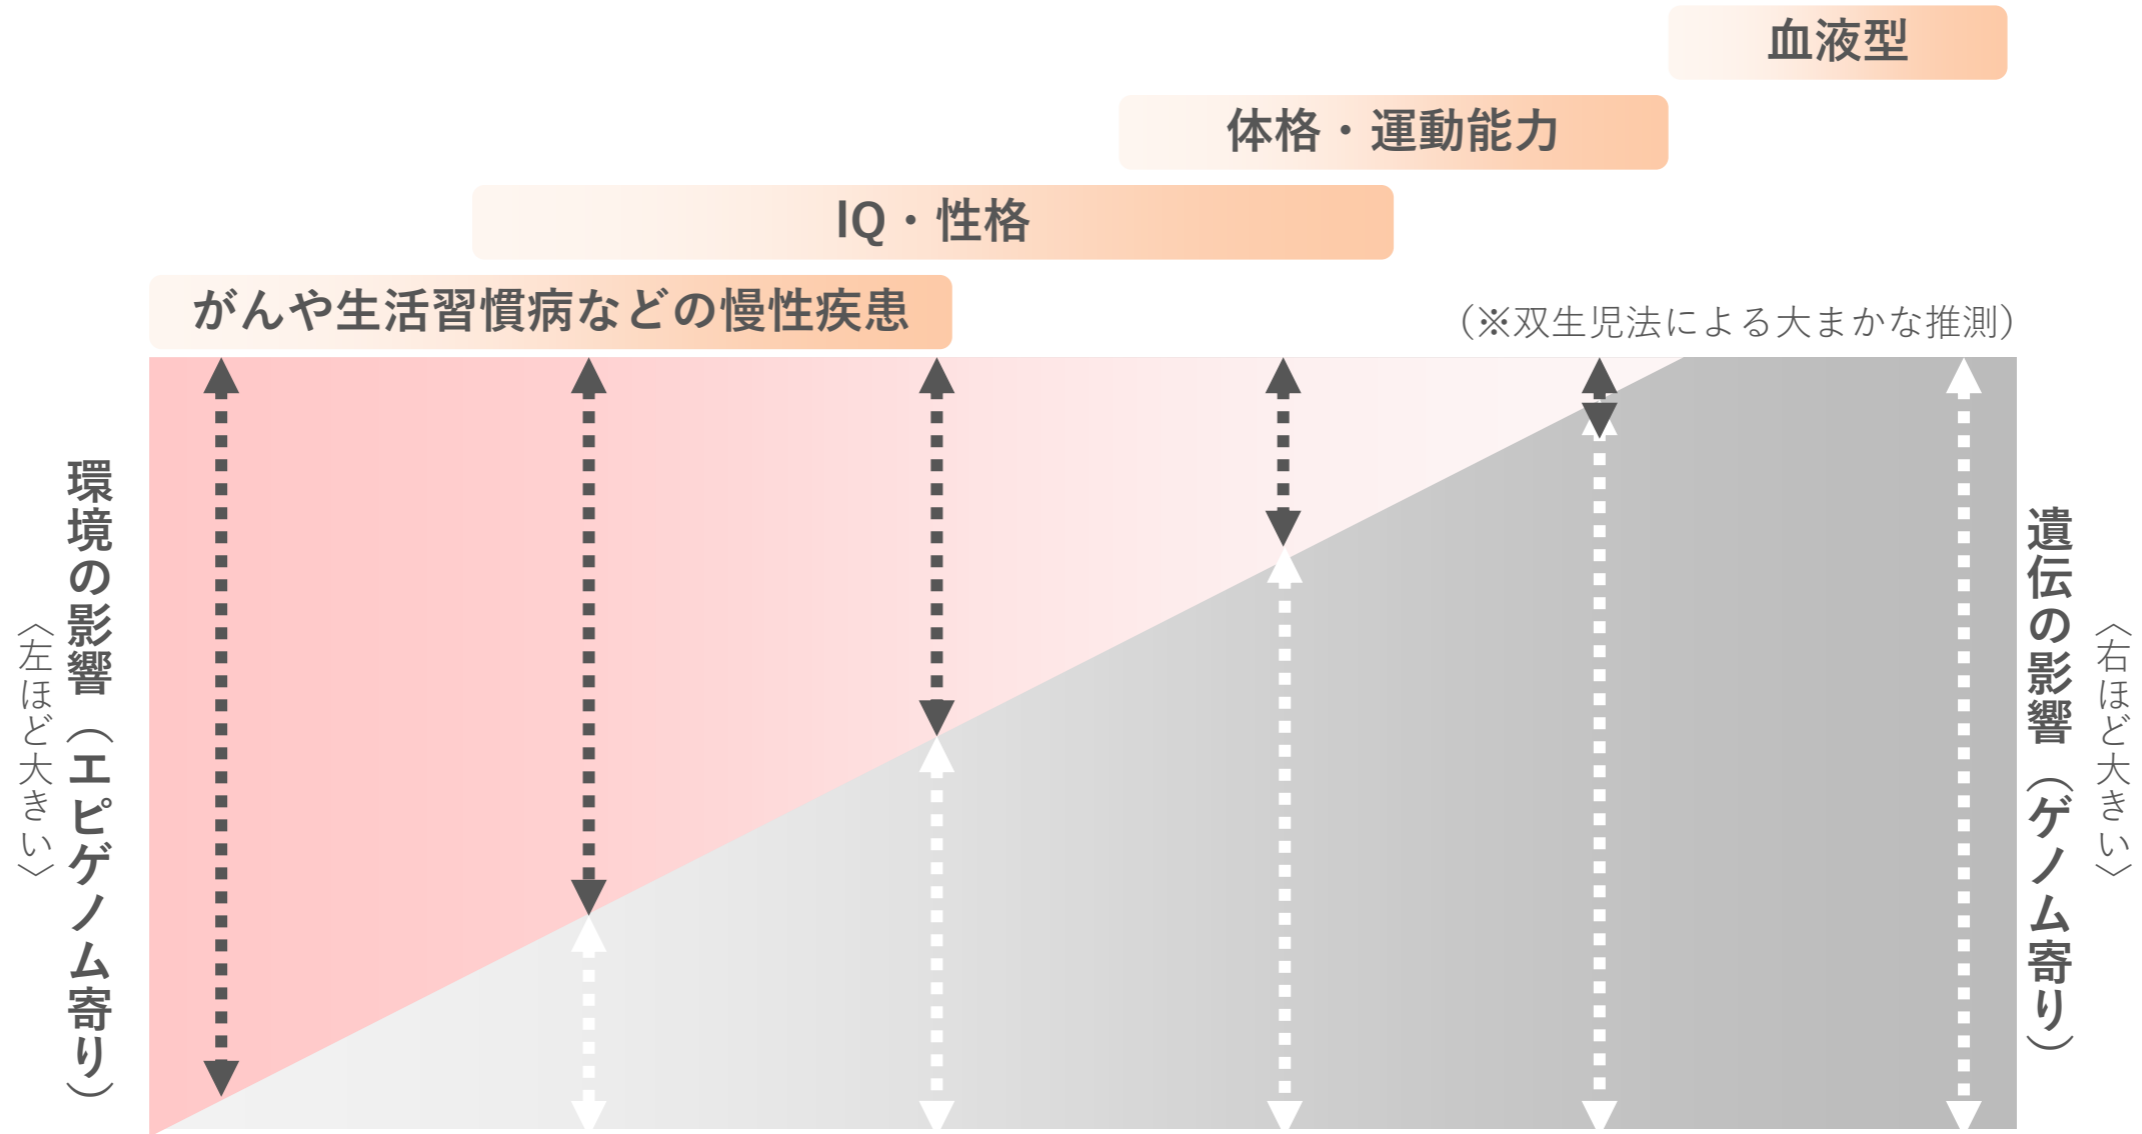 血液型
体格・運動能力
IQ・性格
がんや生活習慣病などの慢性疾患
(※双生児法による大まかな推測)
環境の影響(エピゲノム寄り)
〈左ほど大きい〉
遺伝の影響(ゲノム寄り)
〈右ほど大きい〉